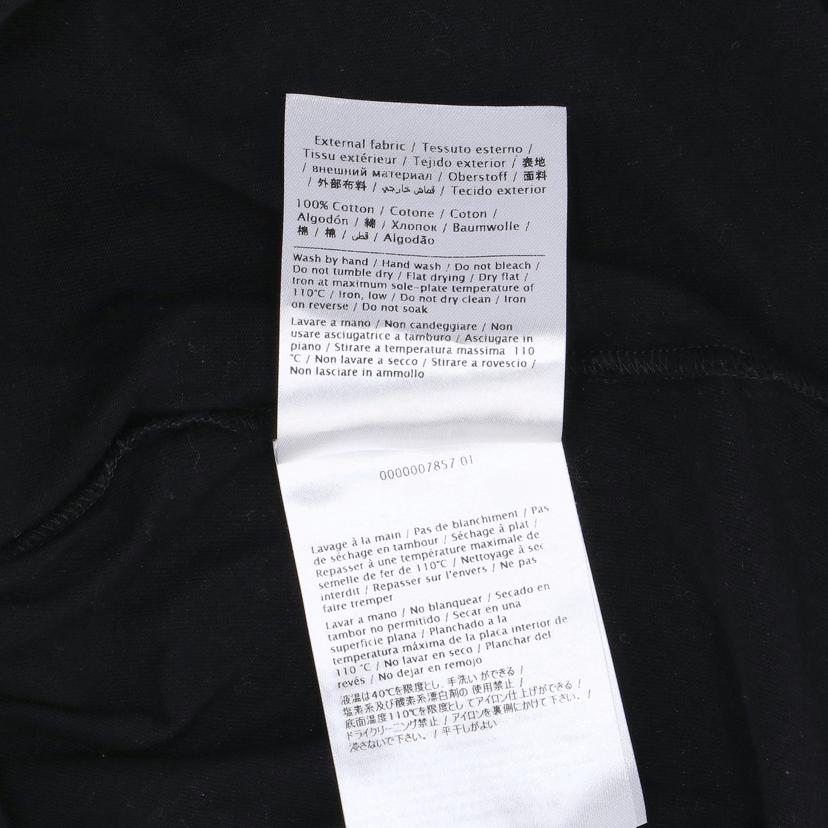 External fabric / Tessuto esterno /
Tissu extérieur / Tejido exterior / 表地
/ внешний материал / Oberstoff / 面料
/ 外部布料 / قماش خارجي / Tecido exterior
100% Cotton / Cotone / Coton /
Algodón / 綿 / Хлопок / Baumwolle /
棉 / 棉 / قطن / Algodão
Wash by hand / Hand wash / Do not bleach /
Do not tumble dry / Flat drying / Dry flat /
Iron at maximum sole-plate temperature of
110°C / Iron, low / Do not dry clean / Iron
on reverse / Do not soak
Lavare a mano / Non candeggiare / Non
usare asciugatrice a tamburo / Asciugare in
piano / Stirare a temperatura massima 110
°C / Non lavare a secco / Stirare a rovescio /
Non lasciare in ammollo
0000007857 01
Lavage à la main / Pas de blanchiment / Pas
de séchage en tambour / Séchage à plat /
Repasser à une température maximale de
semelle de fer de 110°C / Nettoyage à sec
interdit / Repasser sur l'envers / Ne pas
faire tremper
Lavar a mano / No blanquear / Secado en
tambor no permitido / Secar en una
superficie plana / Planchado a la
temperatura máxima de la placa interior de
110 °C / No lavar en seco / Planchar del
revés / No dejar en remojo
液温は40℃を限度とし、手洗いができる /
塩素系及び酸素系漂白剤の 使用禁止 /
底面温度110℃を限度としてアイロン仕上げができる /
ドライクリーニング禁止 / アイロンを裏側にかけて下さい。 /
浸さないで下さい。 / 平干しがよい